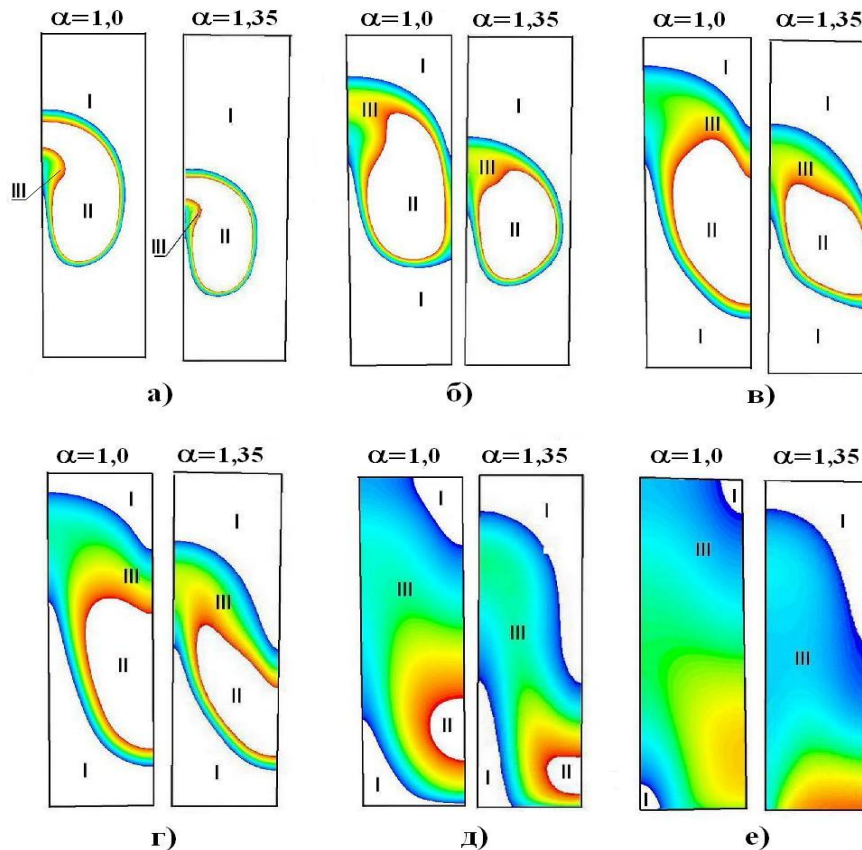 α=1,0 α=1,35
I I
III II
III II
а)
α=1,0 α=1,35
I I
III III
II II
I I
б)
α=1,0 α=1,35
I I
III III
II II
I I
в)
α=1,0 α=1,35
I I
III III
II II
I I
г)
α=1,0 α=1,35
I I
III III
II II
I I
д)
α=1,0 α=1,35
I I
III III
I
е)